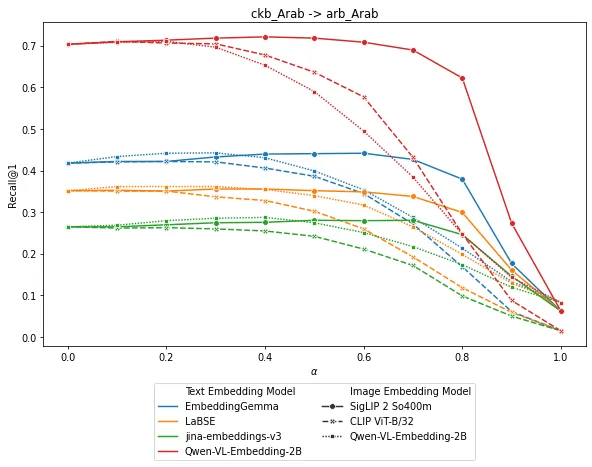 ckb_Arab -> arb_Arab
Recall@1
0.7
0.6
0.5
0.4
0.3
0.2
0.1
0.0
0.0 0.2 0.4 0.6 0.8 1.0
α
Text Embedding Model Image Embedding Model
EmbeddingGemma SigLIP 2 So400m
LaBSE CLIP ViT-B/32
jina-embeddings-v3 Qwen-VL-Embedding-2B
Qwen-VL-Embedding-2B